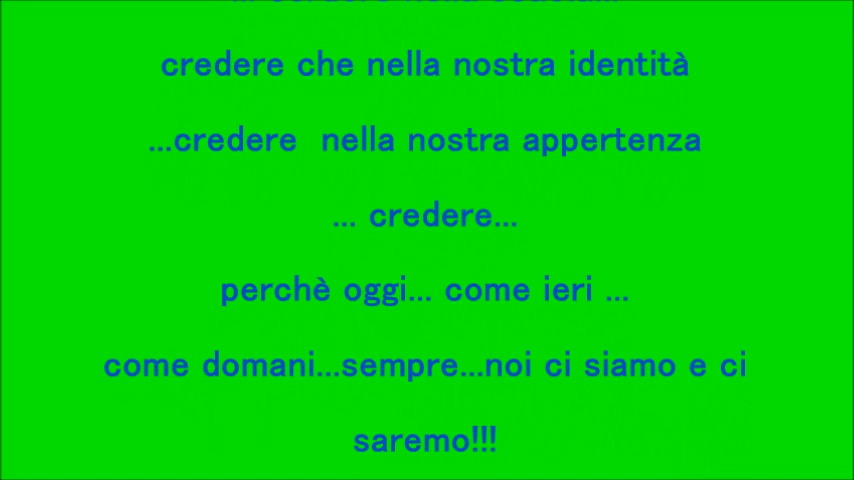 credere che nella nostra identità
...credere nella nostra appertenza
... credere...
perchè oggi... come ieri ...
come domani...sempre...noi ci siamo e ci
saremo!!!